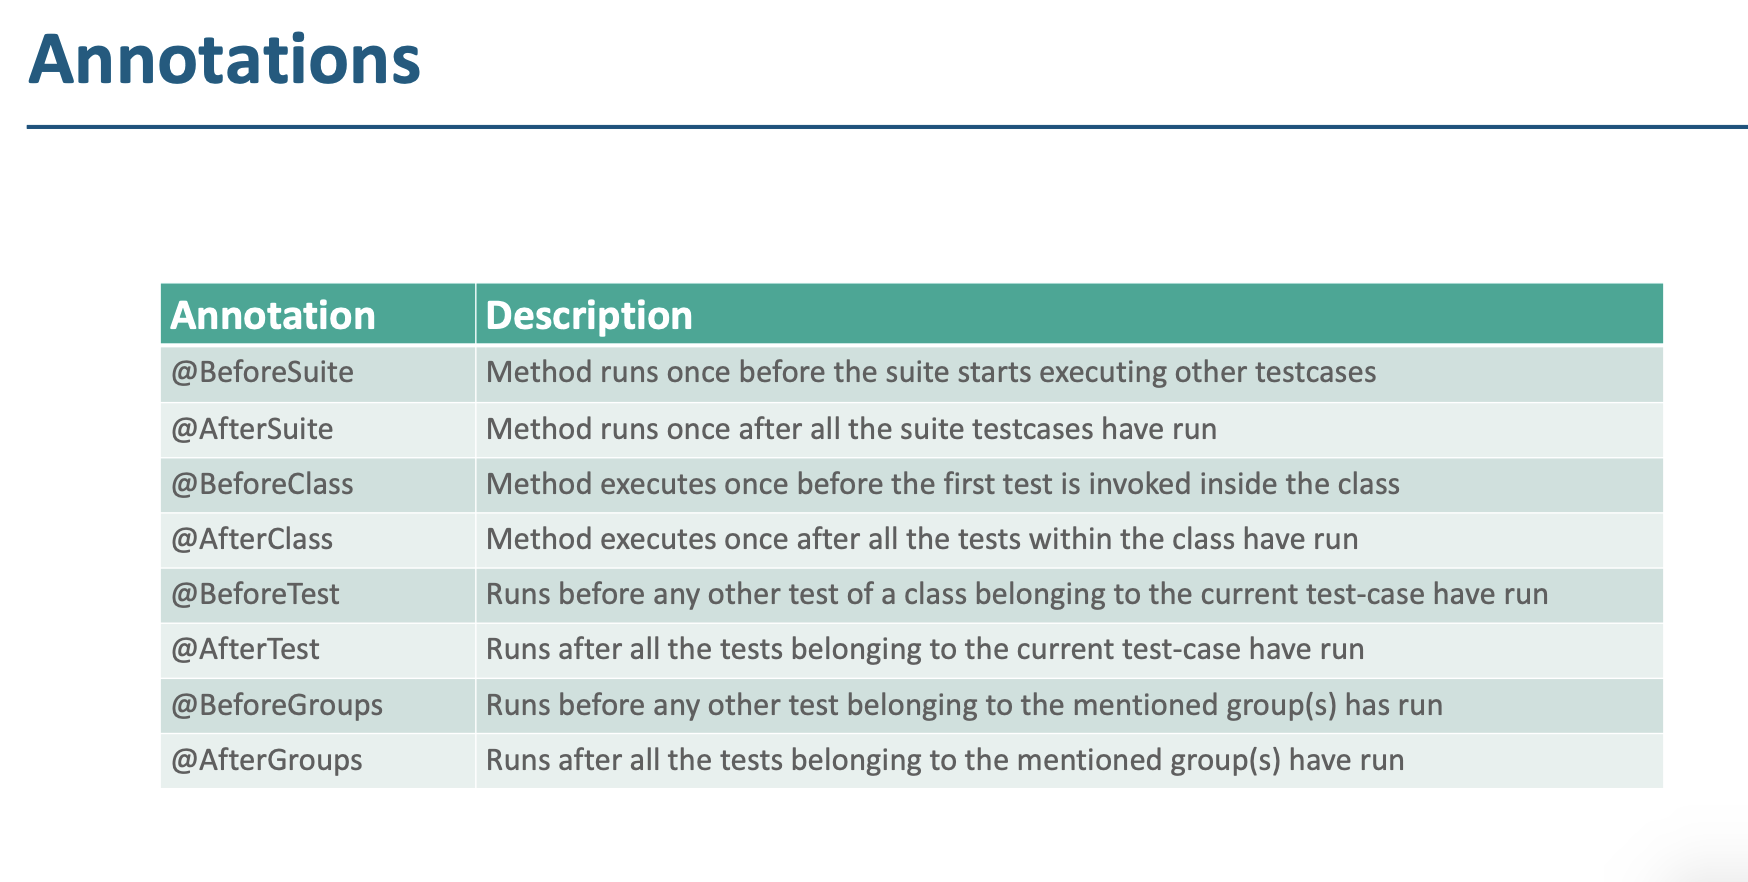 Annotations
Annotation Description
@BeforeSuite Method runs once before the suite starts executing other testcases
@AfterSuite Method runs once after all the suite testcases have run
@BeforeClass Method executes once before the first test is invoked inside the class
@AfterClass Method executes once after all the tests within the class have run
@BeforeTest Runs before any other test of a class belonging to the current test-case have run
@AfterTest Runs after all the tests belonging to the current test-case have run
@BeforeGroups Runs before any other test belonging to the mentioned group(s) has run
@AfterGroups Runs after all the tests belonging to the mentioned group(s) have run